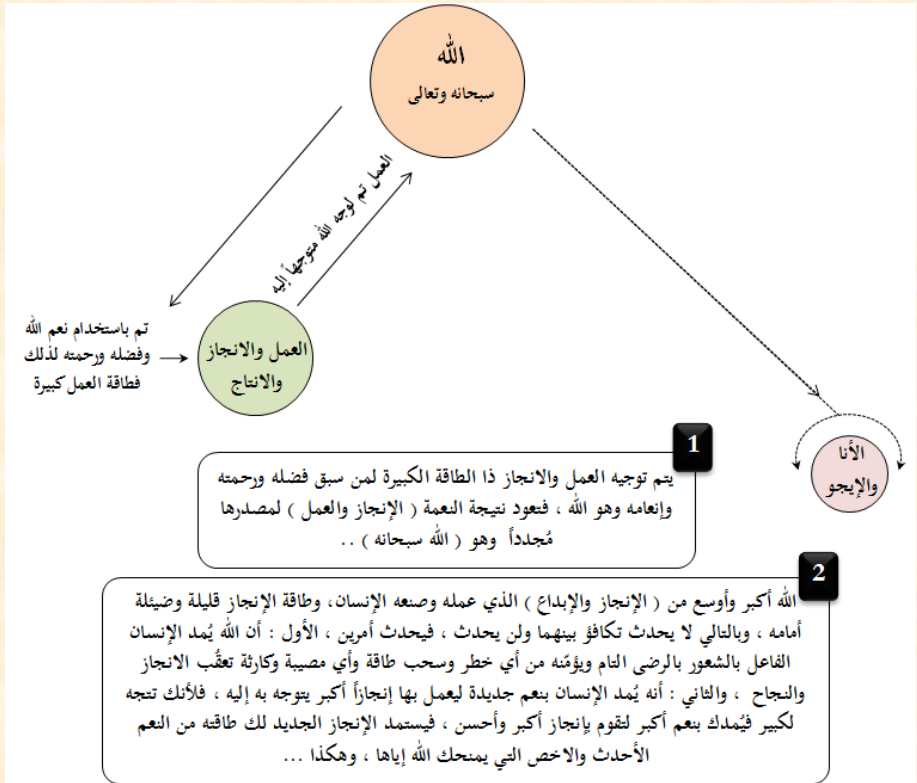 الله
سبحانه وتعالى
العمل تم لوجه الله متوجهاً إليه
تم باستخدام نعم الله
وفضله ورحمته لذلك
فطاقة العمل كبيرة
العمل والانجاز
والانتاج
الأنا
والإيجو
1
يتم توجيه العمل والانجاز ذا الطاقة الكبيرة لمن سبق فضله ورحمته
وإنعامه وهو الله ، فتعود نتيجة النعمة ( الإنجاز والعمل ) لمصدرها
مُجدداً وهو ( الله سبحانه ) ..
2
الله أكبر وأوسع من ( الإنجاز والإبداع ) الذي عمله وصنعه الإنسان، وطاقة الإنجاز قليلة وضيئلة
أمامه ، وبالتالي لا يحدث تكافؤ بينهما ولن يحدث ، فيحدث أمرين ، الأول : أن الله يُمد الإنسان
الفاعل بالشعور بالرضى التام ويؤمّنه من أي خطر وسحب طاقة وأي مصيبة وكارثة تعقُب الانجاز
والنجاح ، والثاني : أنه يُمد الإنسان بنعم جديدة ليعمل بها إنجازاً أكبر يتوجه به إليه ، فلأنك تتجه
لكبير فيُمدك بنعم أكبر لتقوم بإنجاز أكبر وأحسن ، فيستمد الإنجاز الجديد لك طاقته من النعم
الأحدث والاخص التي يمنحك الله إياها ، وهكذا ...